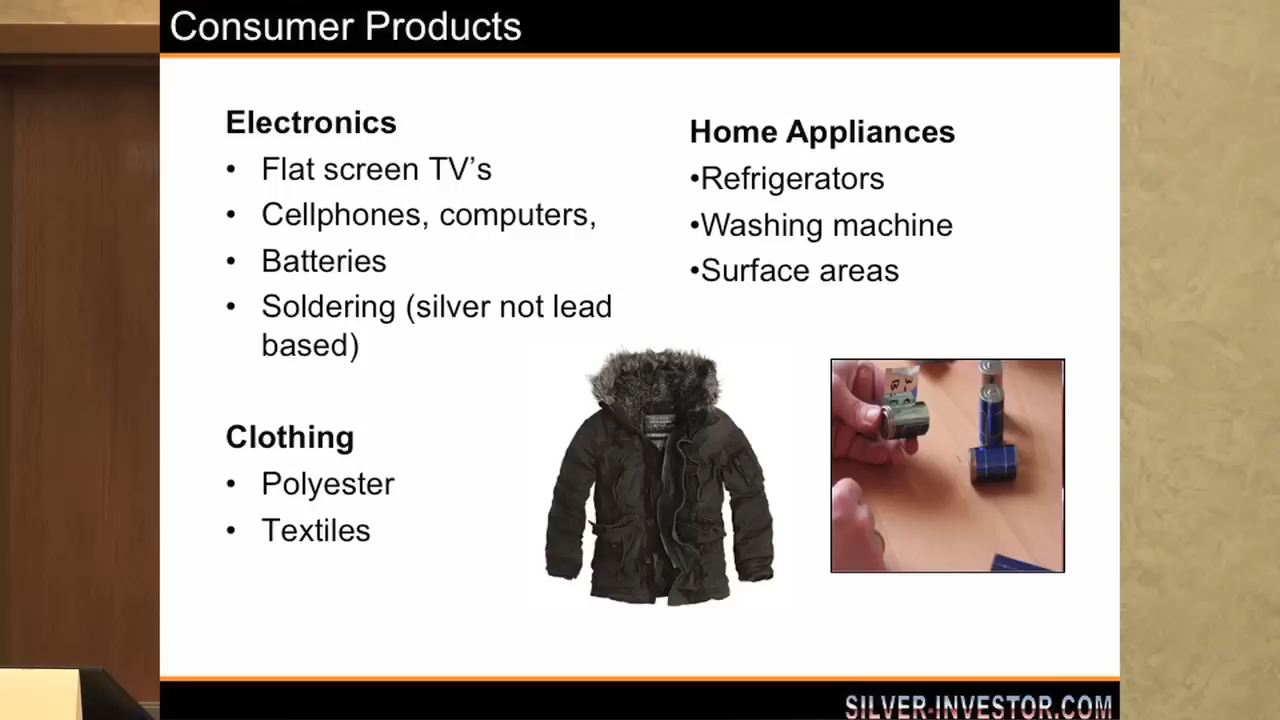 Consumer Products
Electronics
• Flat screen TV’s
• Cellphones, computers,
• Batteries
• Soldering (silver not lead
based)
Clothing
• Polyester
• Textiles
Home Appliances
•Refrigerators
•Washing machine
•Surface areas
SILVER-INVESTOR.COM